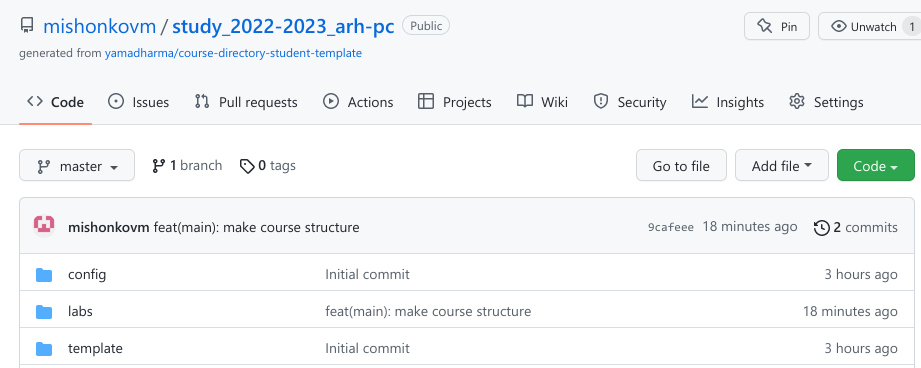 mishonkovm / study_2022-2023_arh-pc Public Pin Unwatch 1
generated from yamadharma/course-directory-student-template
Code Issues Pull requests Actions Projects Wiki Security Insights Settings
master 1 branch 0 tags Go to file Add file Code
mishonkovm feat(main): make course structure 9cafeee 18 minutes ago 2 commits
config Initial commit 3 hours ago
labs feat(main): make course structure 18 minutes ago
template Initial commit 3 hours ago